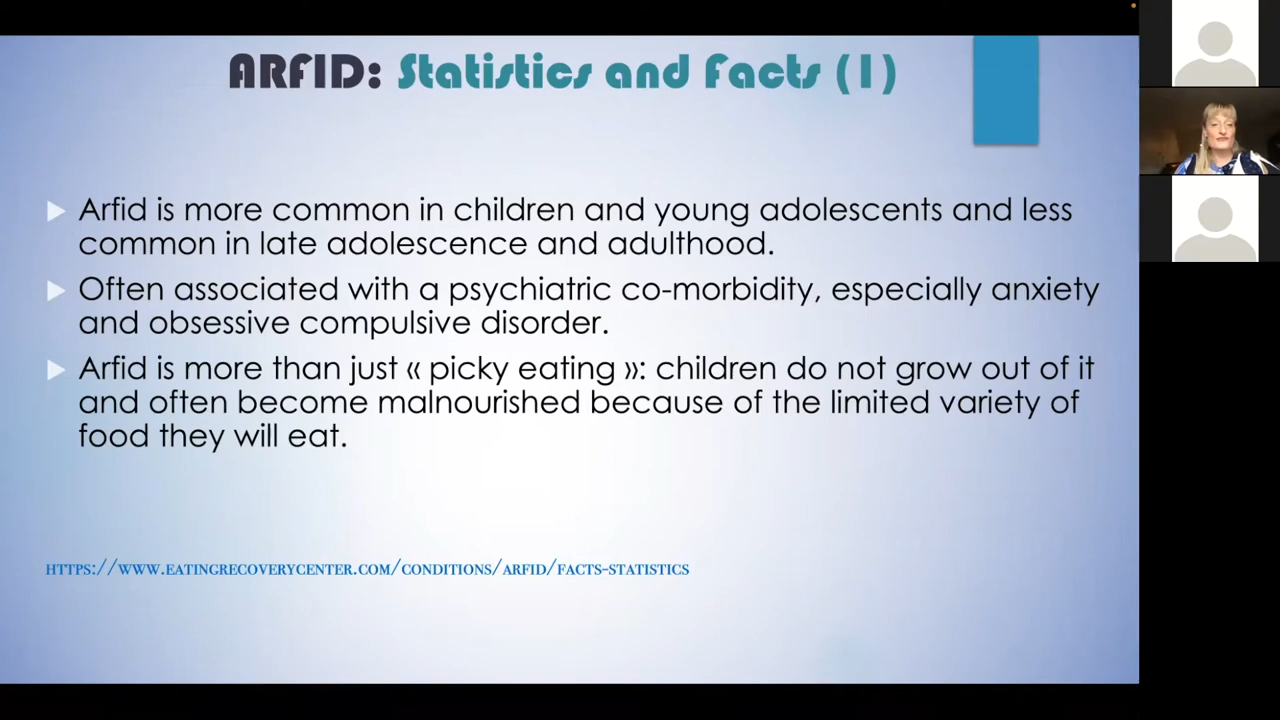 ARFID: Statistics and Facts (1)
Arfid is more common in children and young adolescents and less
common in late adolescence and adulthood.
Often associated with a psychiatric co-morbidity, especially anxiety
and obsessive compulsive disorder.
Arfid is more than just « picky eating »: children do not grow out of it
and often become malnourished because of the limited variety of
food they will eat.
HTTPS://WWW.EATINGRECOVERYCENTER.COM/CONDITIONS/ARFID/FACTS-STATISTICS